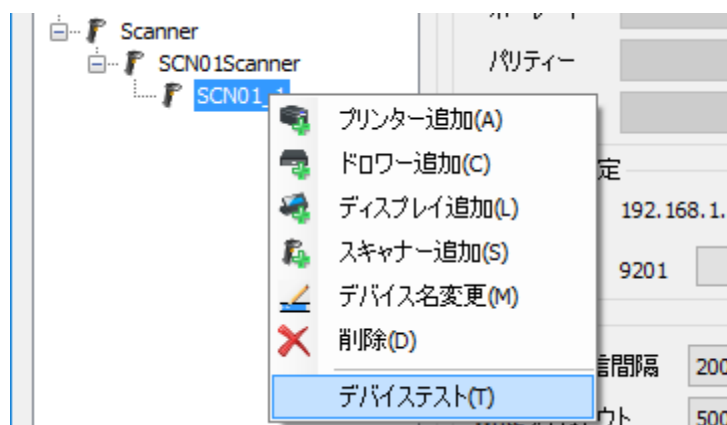 Scanner
SCN01Scanner
パリティー
プリンター追加(A)
ドロワー追加(C)
定
ディスプレイ追加(L)
192.168.1.
スキャナー追加(S)
9201
デバイス名変更(M)
削除(D)
信間隔
200
デバイステスト(T)
ウト
500